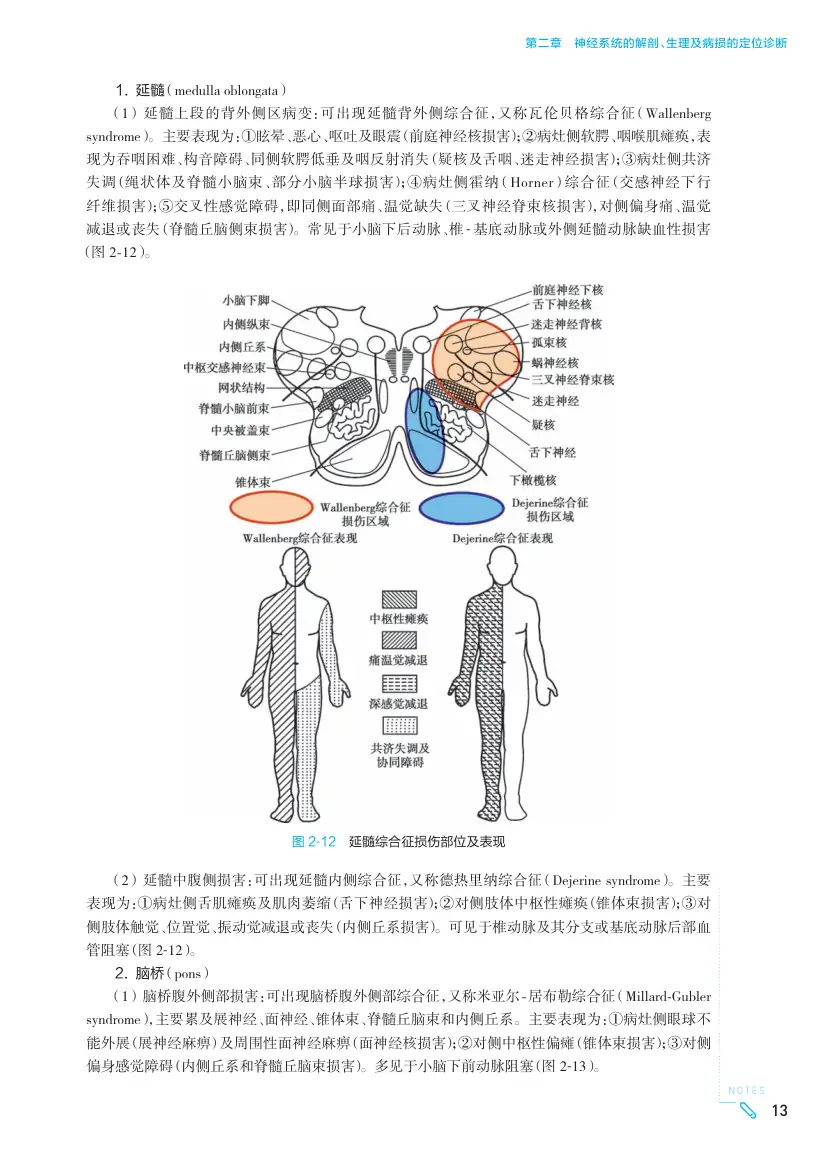 第二章 神经系统的解剖、生理及病损的定位诊断
1. 延髓(medulla oblongata)
(1) 延髓上段的背外侧区病变:可出现延髓背外侧综合征,又称瓦伦贝格综合征(Wallenberg
syndrome)。主要表现为:①眩晕、恶心、呕吐及眼震(前庭神经核损害);②病灶侧软腭、咽喉肌瘫痪,表
现为吞咽困难、构音障碍、同侧软腭低垂及咽反射消失(疑核及舌咽、迷走神经损害);③病灶侧共济
失调(绳状体及脊髓小脑束、部分小脑半球损害);④病灶侧霍纳(Horner)综合征(交感神经下行
纤维损害);⑤交叉性感觉障碍,即同侧面部痛、温觉缺失(三叉神经脊束核损害),对侧偏身痛、温觉
减退或丧失(脊髓丘脑侧束损害)。常见于小脑下后动脉、椎-基底动脉或外侧延髓动脉缺血性损害
(图 2-12)。
小脑下脚
内侧纵束
内侧丘系
中枢交感神经束
网状结构
脊髓小脑前束
中央被盖束
脊髓丘脑侧束
锥体束
前庭神经下核
舌下神经核
迷走神经背核
孤束核
蜗神经核
三叉神经脊束核
迷走神经
疑核
舌下神经
下橄榄核
Wallenberg综合征
损伤区域
Dejerine综合征
损伤区域
Wallenberg综合征表现
Dejerine综合征表现
中枢性瘫痪
痛温觉减退
深感觉减退
共济失调及
协同障碍
图 2-12 延髓综合征损伤部位及表现
(2) 延髓中腹侧损害:可出现延髓内侧综合征,又称德热里纳综合征(Dejerine syndrome)。主要
表现为:①病灶侧舌肌瘫痪及肌肉萎缩(舌下神经损害);②对侧肢体中枢性瘫痪(锥体束损害);③对
侧肢体触觉、位置觉、振动觉减退或丧失(内侧丘系损害)。可见于椎动脉及其分支或基底动脉后部血
管阻塞(图 2-12)。
2. 脑桥(pons)
(1) 脑桥腹外侧部损害:可出现脑桥腹外侧部综合征,又称米亚尔-居布勒综合征(Millard-Gubler
syndrome),主要累及展神经、面神经、锥体束、脊髓丘脑束和内侧丘系。主要表现为:①病灶侧眼球不
能外展(展神经麻痹)及周围性面神经麻痹(面神经核损害);②对侧中枢性偏瘫(锥体束损害);③对侧
偏身感觉障碍(内侧丘系和脊髓丘脑束损害)。多见于小脑下前动脉阻塞(图 2-13)。
NOTES
13